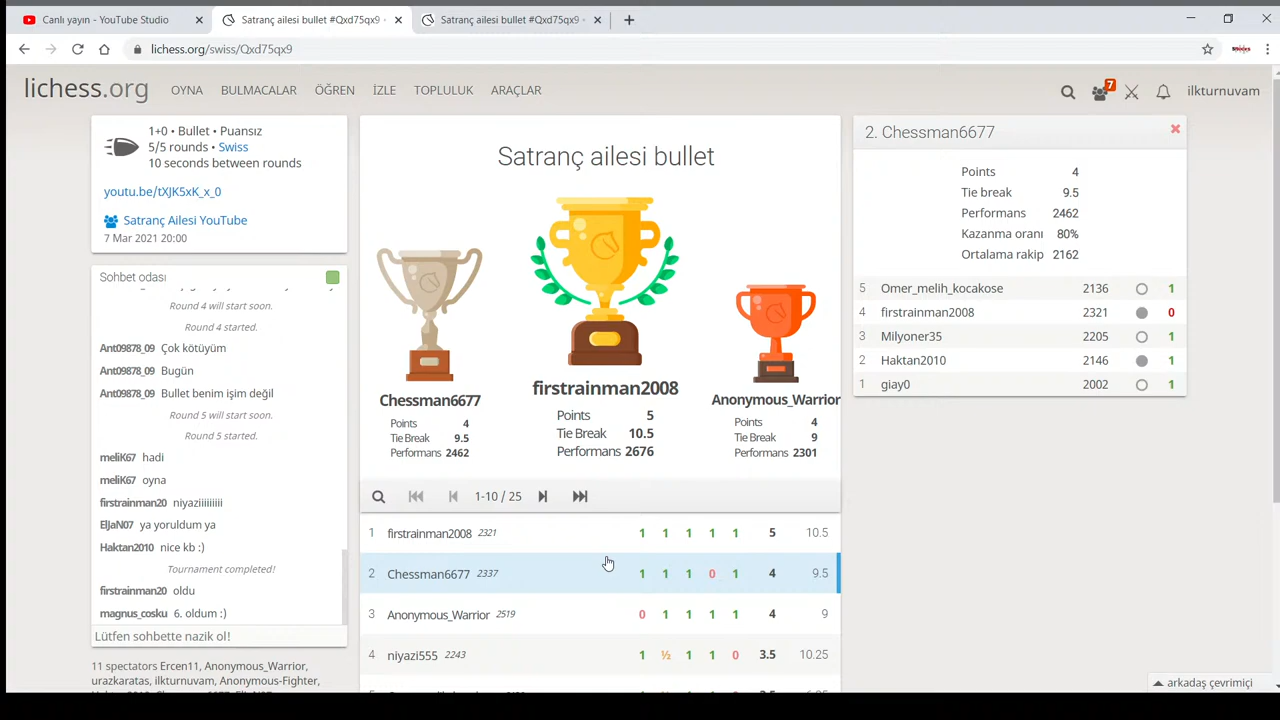 Canlı yayın - YouTube Studio
Satranç ailesi bullet #Qxd75qx9
Satranç ailesi bullet #Qxd75qx9
lichess.org/swiss/Qxd75qx9
lichess.org
OYNA
BULMACALAR
ÖĞREN
İZLE
TOPLULUK
ARAÇLAR
7
ilkturnuvam
1+0 • Bullet • Puansız
5/5 rounds • Swiss
10 seconds between rounds
youtu.be/tXJK5xK_x_0
Satranç Ailesi YouTube
7 Mar 2021 20:00
Sohbet odası
Round 4 will start soon.
Round 4 started.
Ant09878_09 Çok kötüyüm
Ant09878_09 Bugün
Ant09878_09 Bullet benim işim değil
Round 5 will start soon.
Round 5 started.
meliK67 hadi
meliK67 oyna
firstrainman20 niyaziiiiiiiii
EljaN07 ya yoruldum ya
Haktan2010 nice kb :)
Tournament completed!
firstrainman20 oldu
magnus_cosku 6. oldum :)
Lütfen sohbette nazik ol!
11 spectators Ercen11, Anonymous_Warrior,
urazkaratas, ilkturnuvam, Anonymous-Fighter,
Satranç ailesi bullet
Chessman6677
Points 4
Tie Break 9.5
Performans 2462
firstrainman2008
Points 5
Tie Break 10.5
Performans 2676
Anonymous_Warrior
Points 4
Tie Break 9
Performans 2301
1-10 / 25
1 firstrainman2008 2321 1 1 1 1 1 5 10.5
2 Chessman6677 2337 1 1 1 0 1 4 9.5
3 Anonymous_Warrior 2519 0 1 1 1 1 4 9
4 niyazi555 2243 1 ½ 1 1 0 3.5 10.25
2. Chessman6677
Points 4
Tie break 9.5
Performans 2462
Kazanma oranı 80%
Ortalama rakip 2162
5 Omer_melih_kocakose 2136 1
4 firstrainman2008 2321 0
3 Milyoner35 2205 1
2 Haktan2010 2146 1
1 giay0 2002 1
arkadaş çevrimiçi